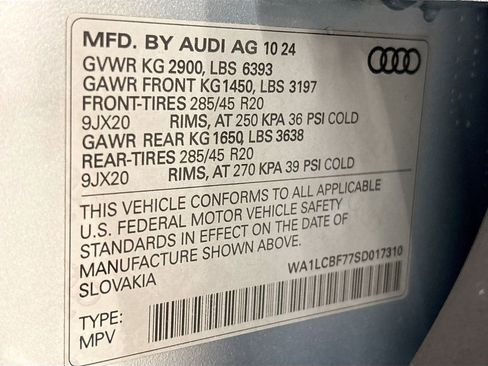 MFD. BY AUDI AG 10 24
GVWR KG 2900, LBS 6393
GAWR FRONT KG1450, LBS 3197
FRONT-TIRES 285/45 R20
9JX20 RIMS, AT 250 KPA 36 PSI COLD
GAWR REAR KG 1650, LBS 3638
REAR-TIRES 285/45 R20
9JX20 RIMS, AT 270 KPA 39 PSI COLD
THIS VEHICLE CONFORMS TO ALL APPLICABLE
U.S. FEDERAL MOTOR VEHICLE SAFETY
STANDARDS IN EFFECT ON THE DATE OF
MANUFACTURE SHOWN ABOVE.
SLOVAKIA
WA1LCBF77SD017310
TYPE:
MPV